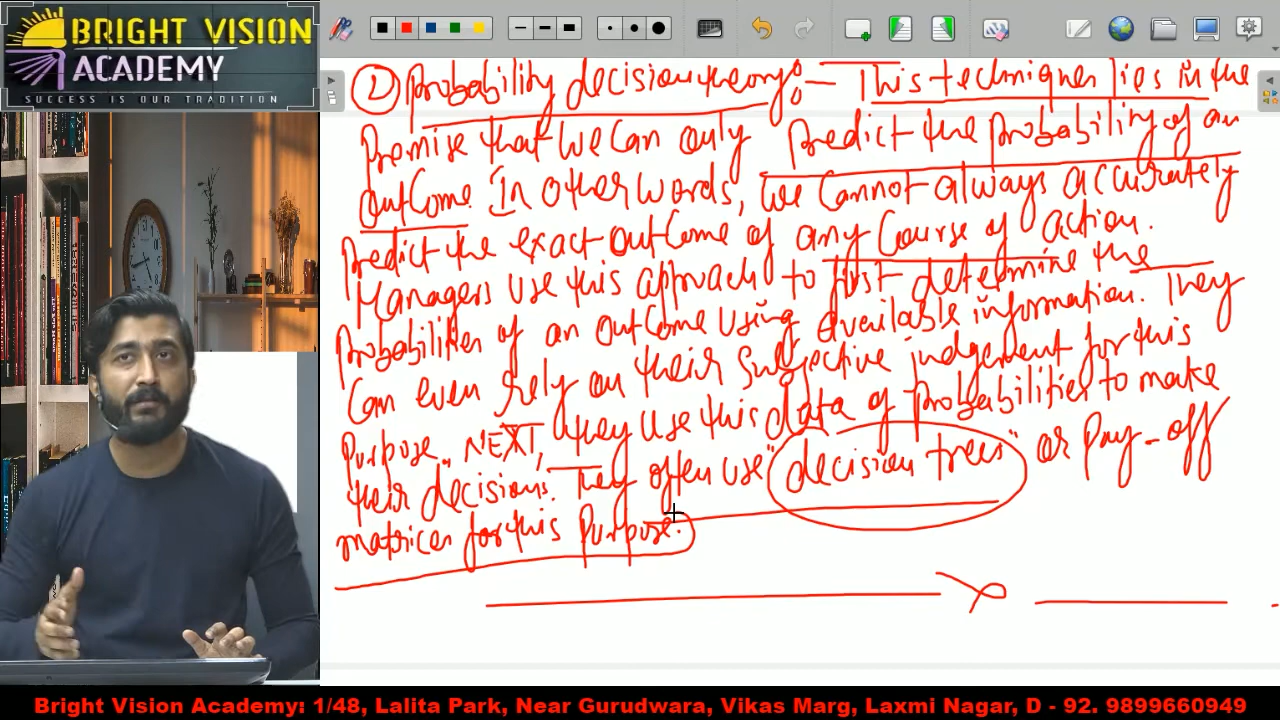 BRIGHT VISION
ACADEMY
SUCCESS IS OUR TRADITION
① Probability decision theory :- This techniques lies in the
Premise that we can only Predict the Probability of an
outcome In other words, we cannot always accurately
Predict the exact outcome of any Course of action.
Managers use this approach to first determine the
Probabilities of an outcome using available information. They
Can even rely on their subjective judgement for this
Purpose. NEXT, they use this data of probabilities to make
their decisions. They often use "decision trees" or Pay-off
matrices for this Purpose.
Bright Vision Academy: 1/48, Lalita Park, Near Gurudwara, Vikas Marg, Laxmi Nagar, D - 92. 9899660949